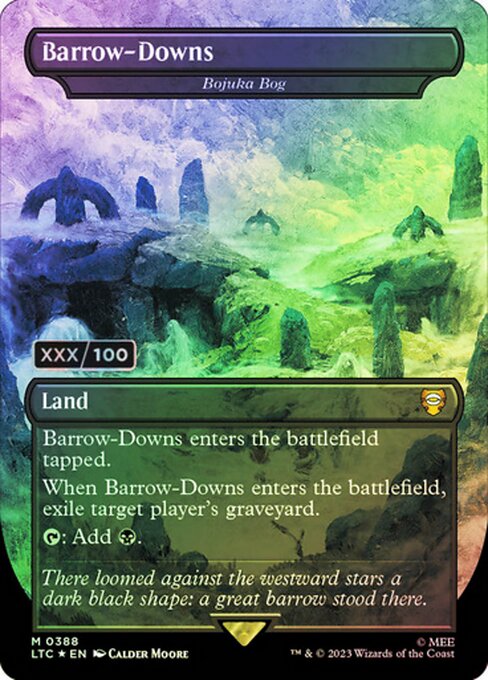 Barrow-Downs
Bojuka Bog
XXX/100
Land
Barrow-Downs enters the battlefield
tapped.
When Barrow-Downs enters the battlefield,
exile target player's graveyard.
: Add .
There loomed against the westward stars a
dark black shape: a great barrow stood there.
M 0388
LTC ★ EN Calder Moore
© MEE
™ & © 2023 Wizards of the Coast